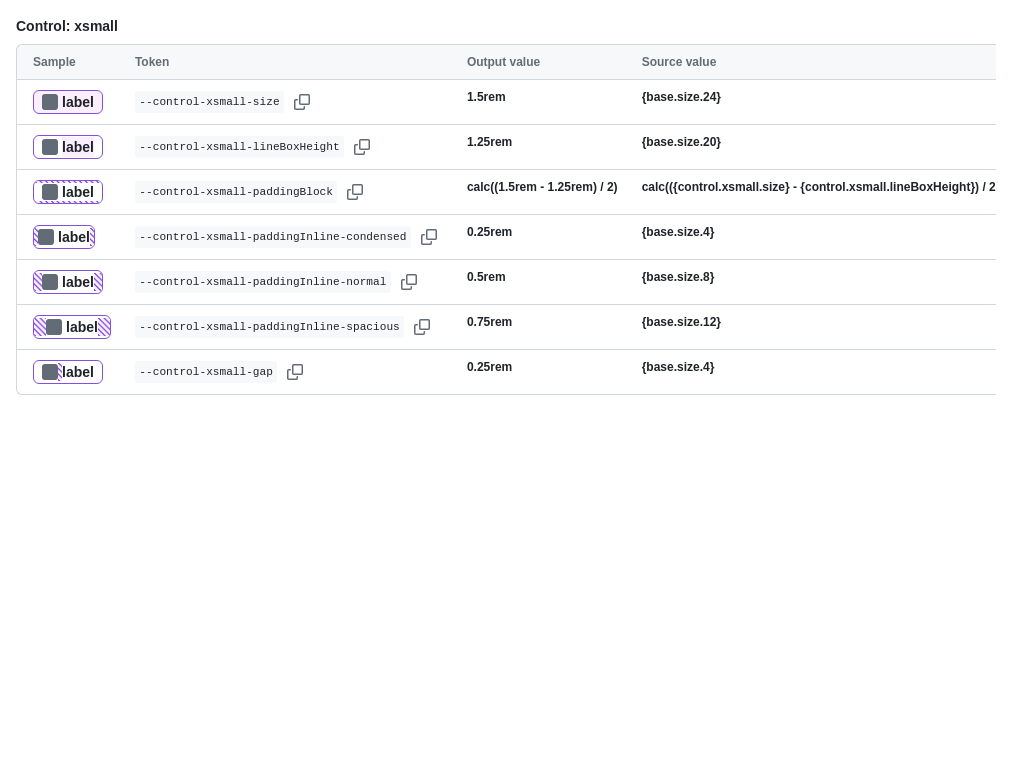 Control: xsmall
Sample Token Output value Source value
label --control-xsmall-size 1.5rem {base.size.24}
label --control-xsmall-lineBoxHeight 1.25rem {base.size.20}
label --control-xsmall-paddingBlock calc((1.5rem - 1.25rem) / 2) calc(({control.xsmall.size} - {control.xsmall.lineBoxHeight}) / 2
label --control-xsmall-paddingInline-condensed 0.25rem {base.size.4}
label --control-xsmall-paddingInline-normal 0.5rem {base.size.8}
label --control-xsmall-paddingInline-spacious 0.75rem {base.size.12}
label --control-xsmall-gap 0.25rem {base.size.4}